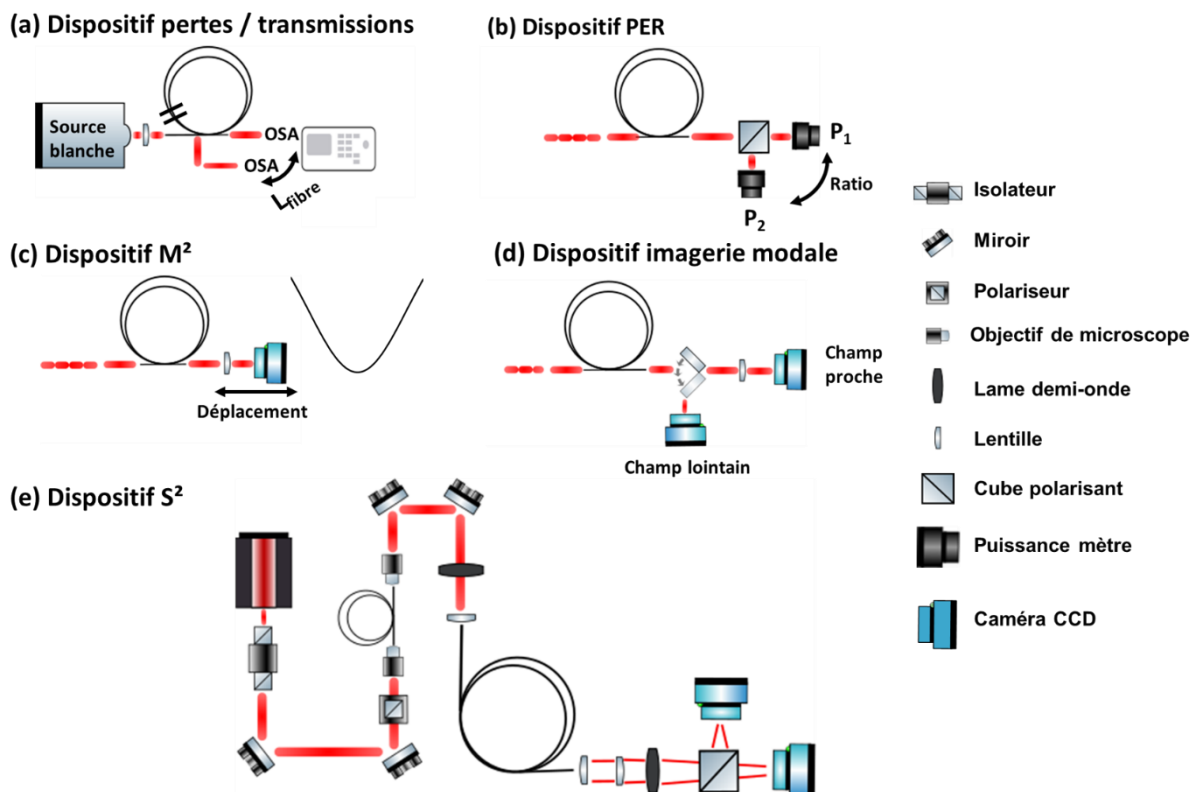 (a) Dispositif pertes / transmissions
Source
blanche
OSA
OSA
Lfibre
(b) Dispositif PER
P1
Ratio
P2
(c) Dispositif M²
Déplacement
(d) Dispositif imagerie modale
Champ
proche
Champ lointain
(e) Dispositif S²
Isolateur
Miroir
Polariseur
Objectif de microscope
Lame demi-onde
Lentille
Cube polarisant
Puissance mètre
Caméra CCD